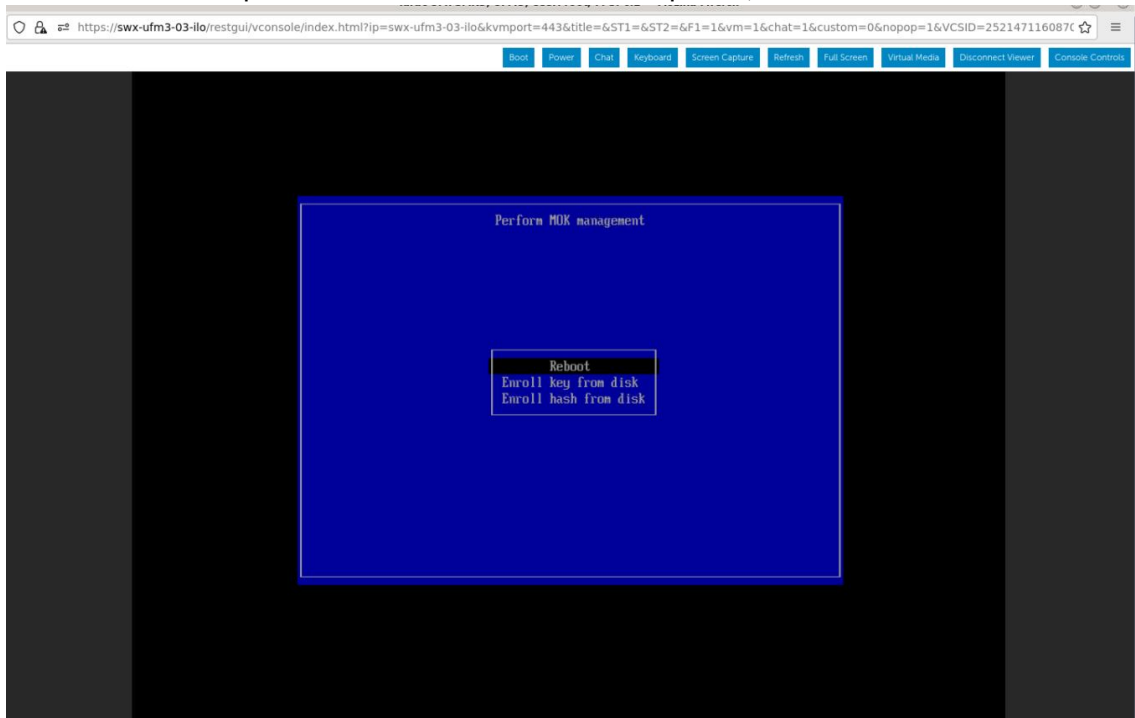 https://swx-ufm3-03-ilo/restgui/vconsole/index.html?ip=swx-ufm3-03-ilo&kvmport=443&title=&ST1=&ST2=&F1=1&vm=1&chat=1&custom=0&nopop=1&VCSID=2521471160870
Boot Power Chat Keyboard Screen Capture Refresh Full Screen Virtual Media Disconnect Viewer Console Controls
Perform MOK management
Reboot
Enroll key from disk
Enroll hash from disk